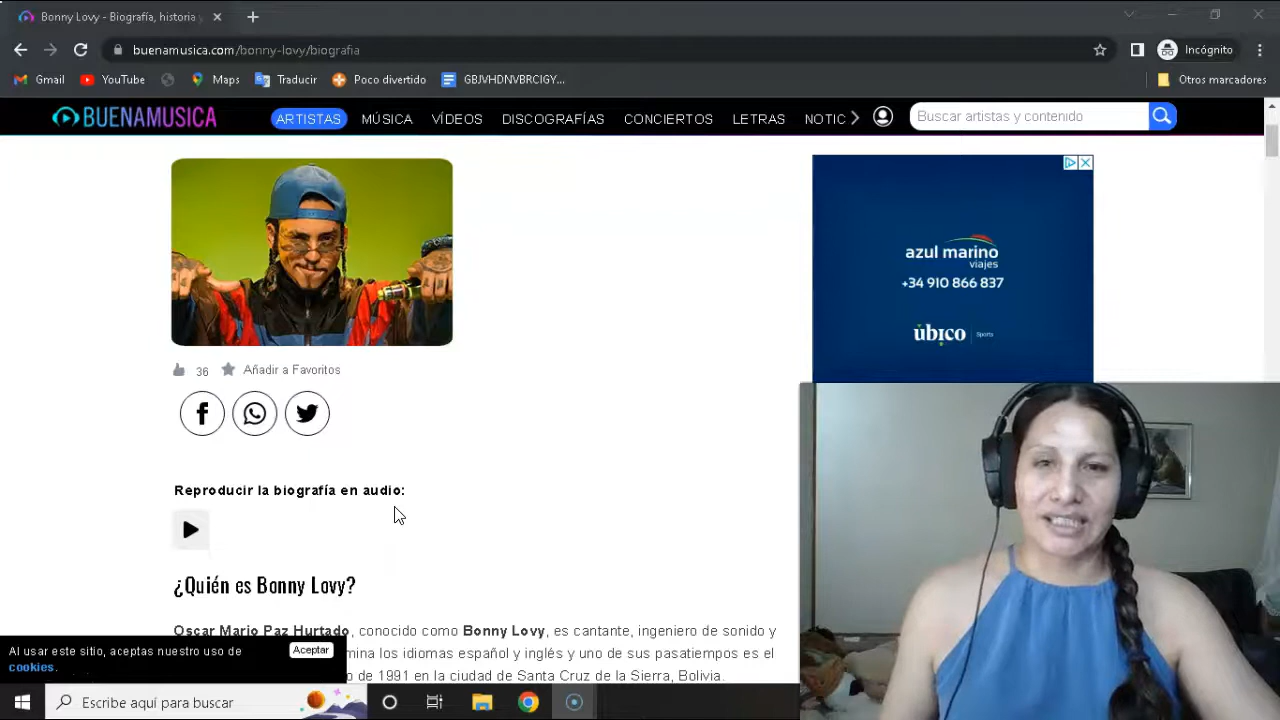 Bonny Lovy - Biografía, historia y
buenamusica.com/bonny-lovy/biografia
Incógnito
Gmail
YouTube
Maps
Traducir
Poco divertido
GBJVHDNVBRCIGY...
Otros marcadores
BUENAMUSICA
ARTISTAS
MÚSICA
VÍDEOS
DISCOGRAFÍAS
CONCIERTOS
LETRAS
NOTIC
Buscar artistas y contenido
azul marino
viajes
+34 910 866 837
úbico Sports
36
Añadir a Favoritos
Reproducir la biografía en audio:
¿Quién es Bonny Lovy?
Oscar Mario Paz Hurtado, conocido como Bonny Lovy, es cantante, ingeniero de sonido y
mina los idiomas español y inglés y uno de sus pasatiempos es el
o de 1991 en la ciudad de Santa Cruz de la Sierra, Bolivia.
Al usar este sitio, aceptas nuestro uso de
cookies.
Aceptar
Escribe aquí para buscar